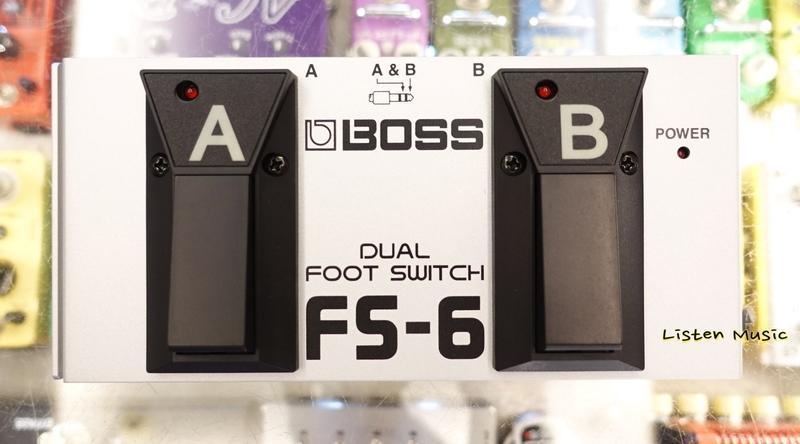 A
A & B
B
A
BOSS
B
POWER
DUAL
FOOT SWITCH
FS-6
Listen Music